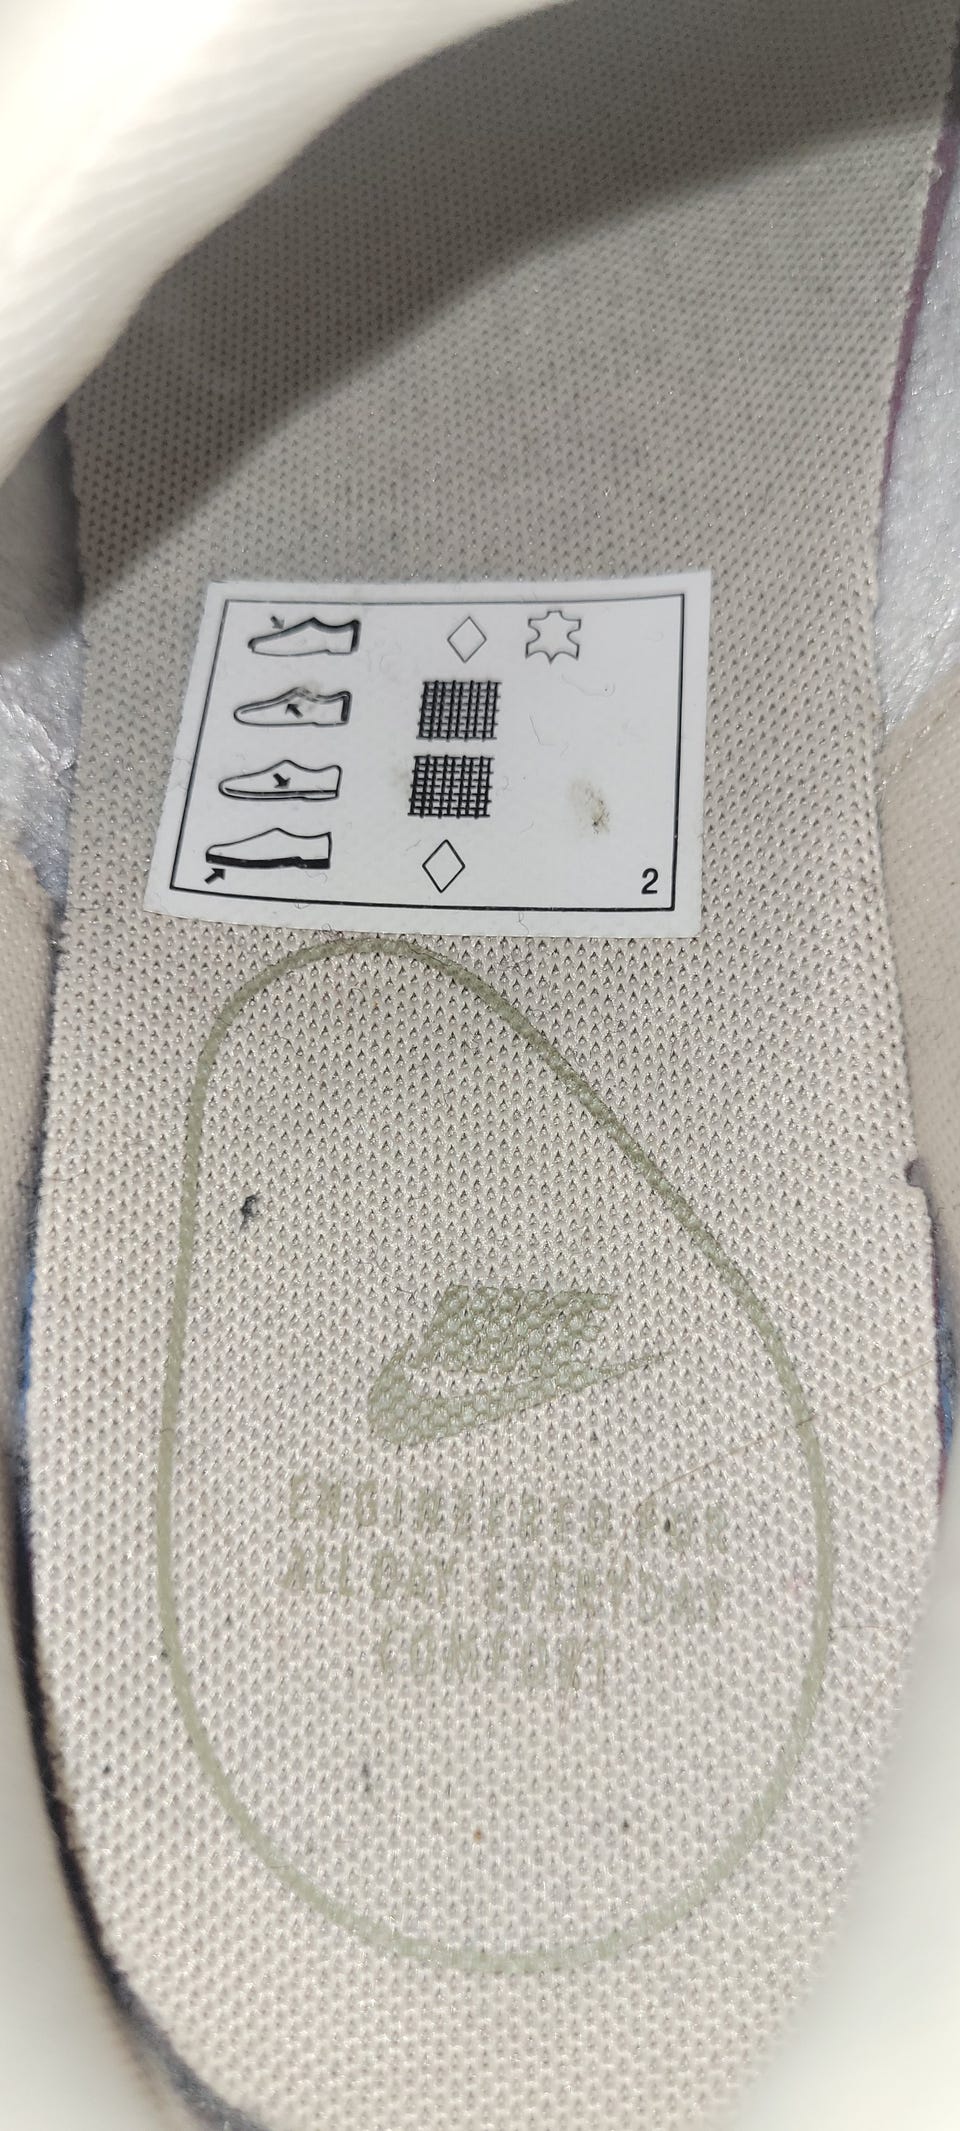 2
ENGINEERED FOR
ALL DAY EVERYDAY
COMFORT